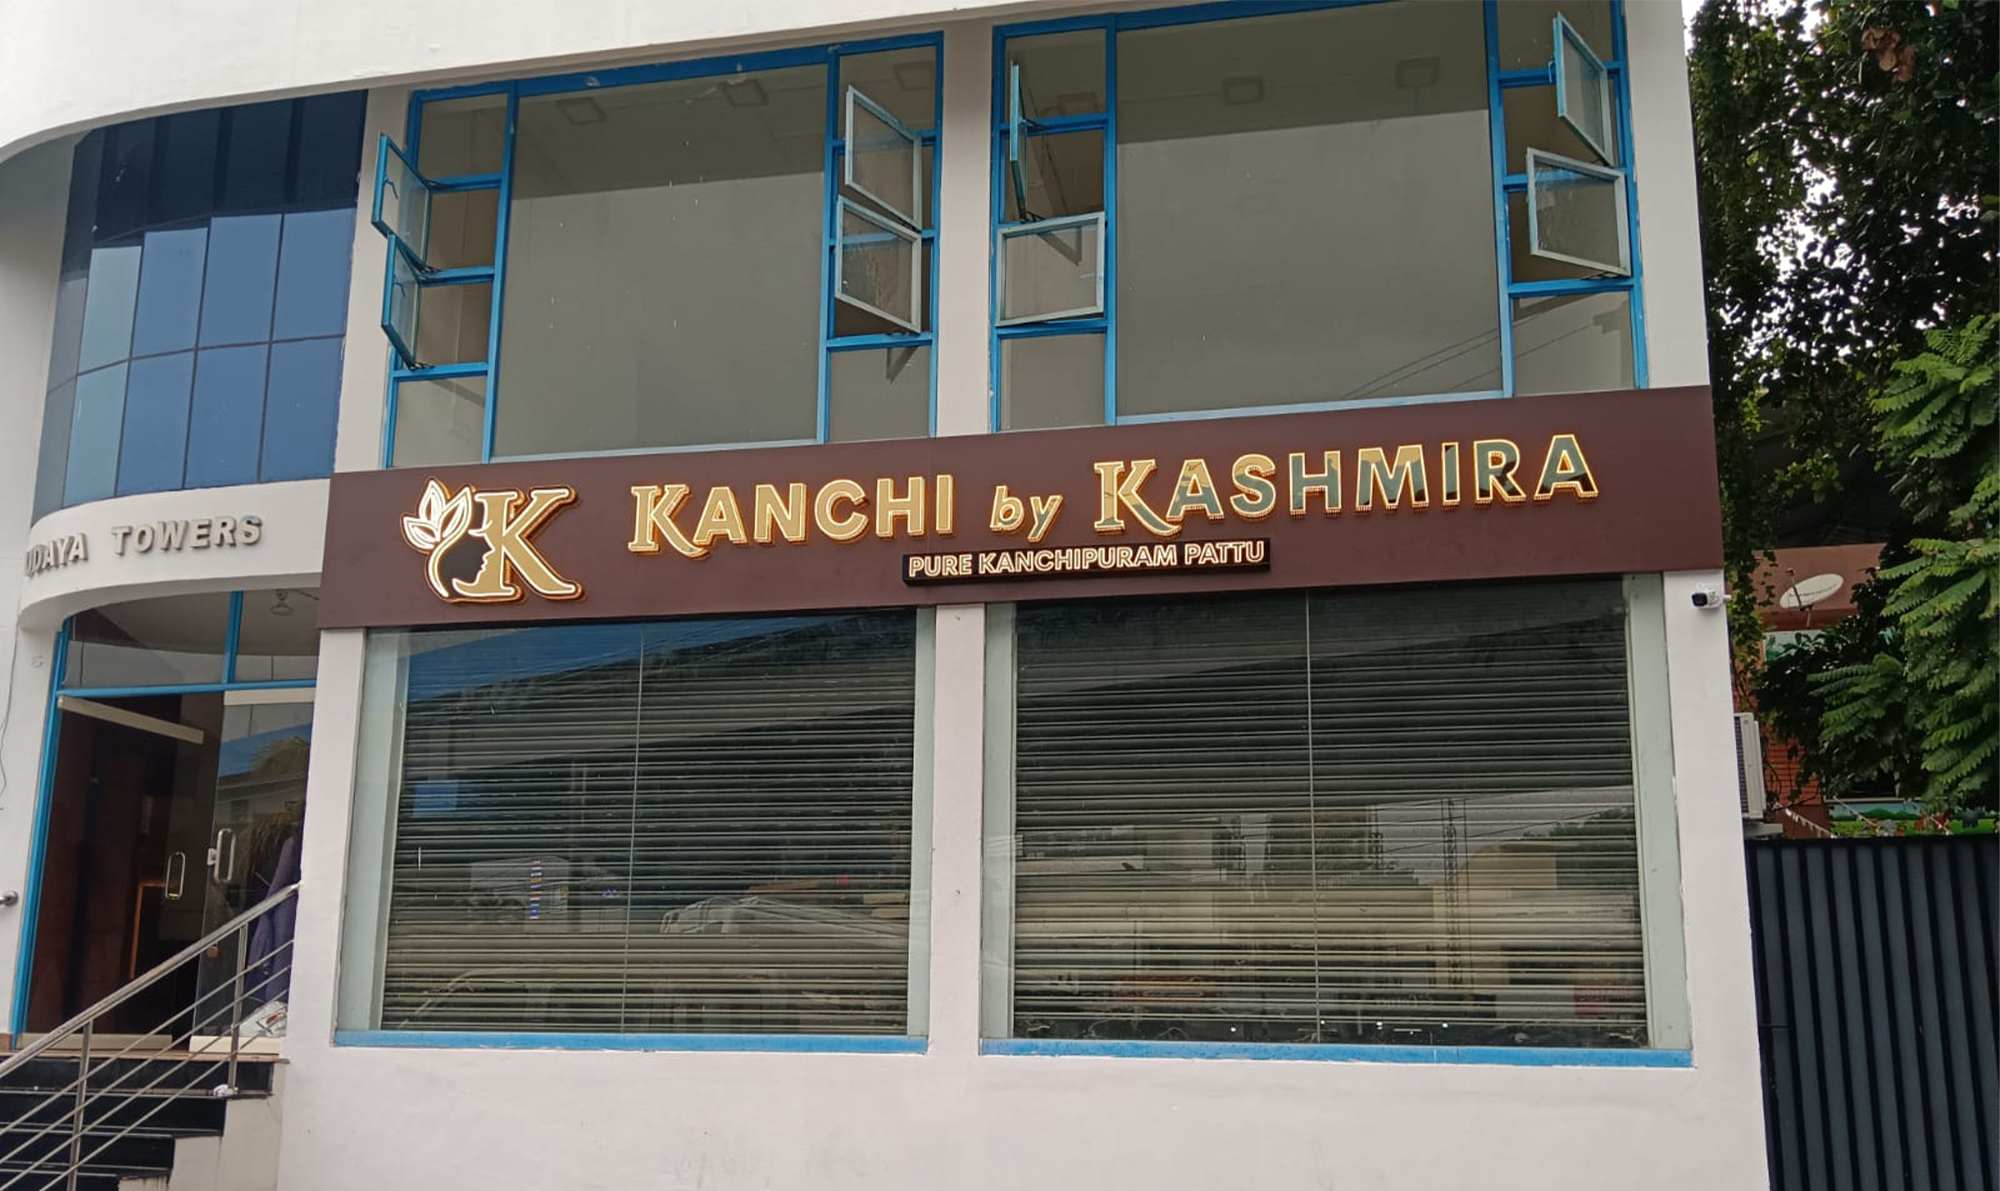 UDAYA TOWERS
K
KANCHI by KASHMIRA
PURE KANCHIPURAM PATTU